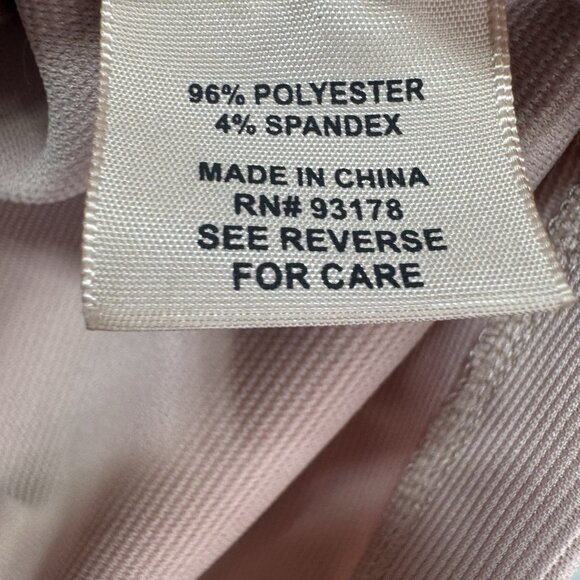 96% POLYESTER
4% SPANDEX
MADE IN CHINA
RN# 93178
SEE REVERSE
FOR CARE